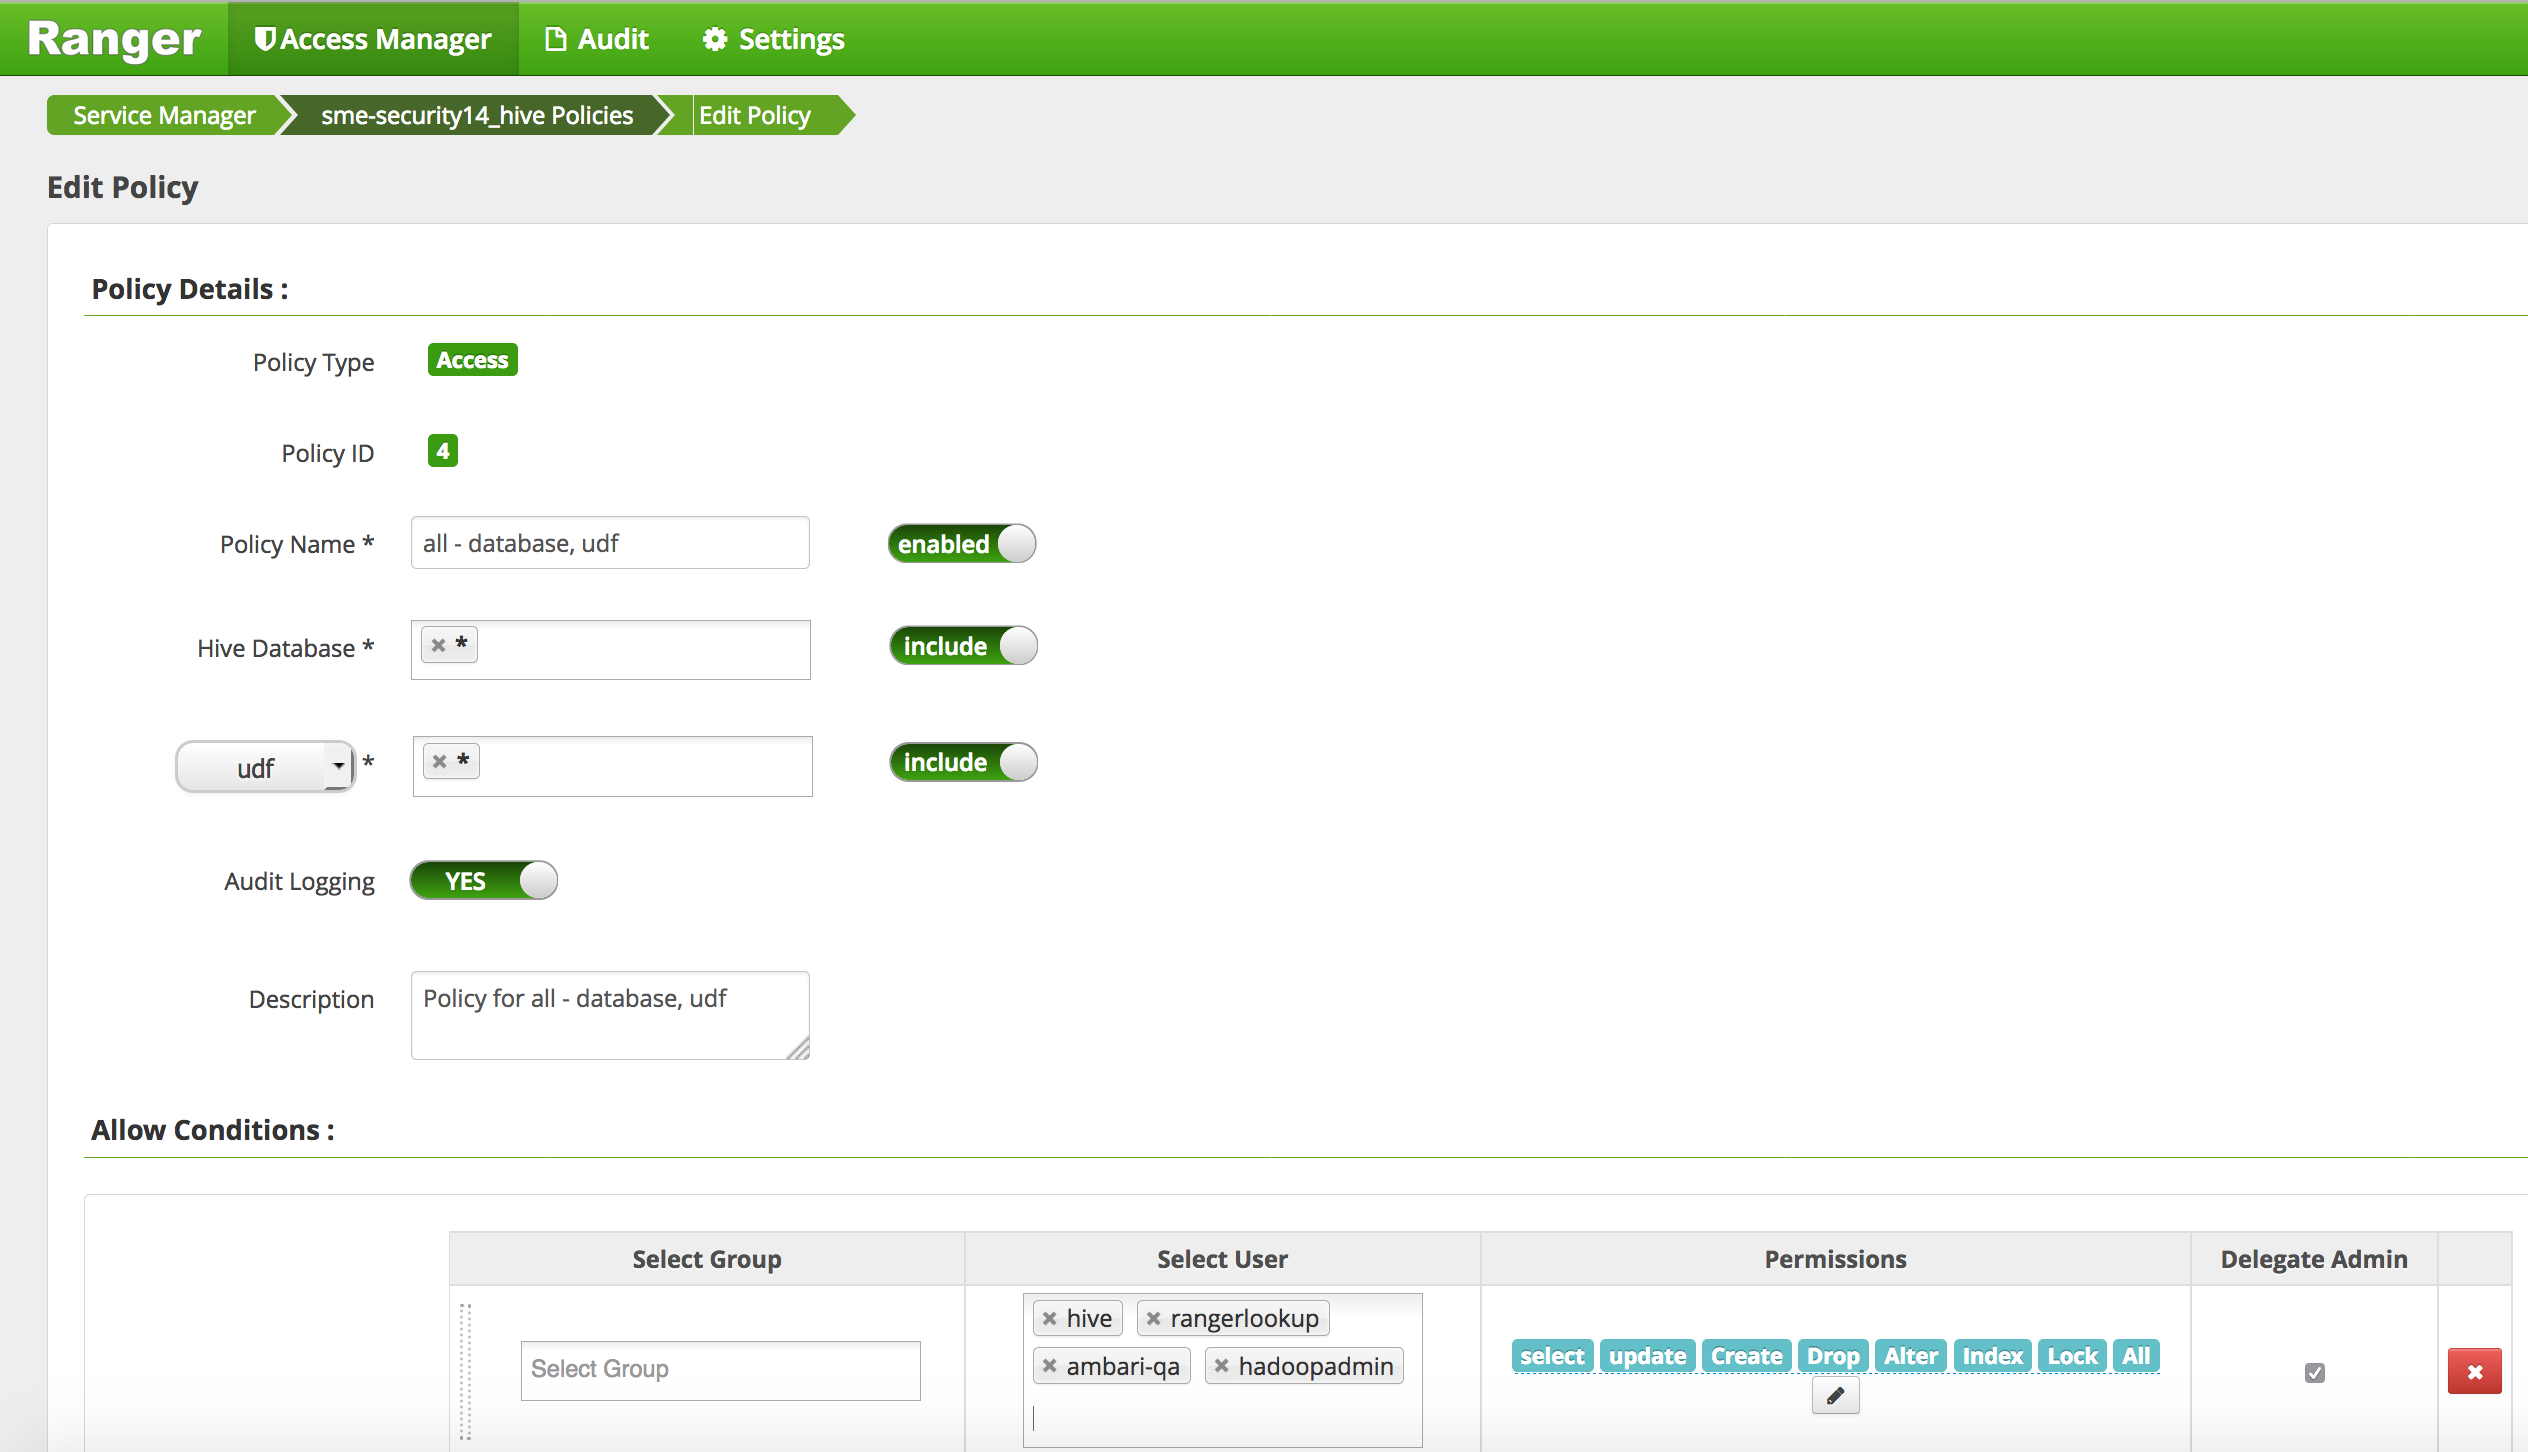 Ranger Access Manager Audit Settings
Service Manager sme-security14_hive Policies Edit Policy
Edit Policy
Policy Details :
Policy Type Access
Policy ID 4
Policy Name * all - database, udf enabled
Hive Database * * include
udf * * include
Audit Logging YES
Description Policy for all - database, udf
Allow Conditions :
Select Group Select User Permissions Delegate Admin
hive rangerlookup
Select Group ambari-qa hadoopadmin select update Create Drop Alter Index Lock All